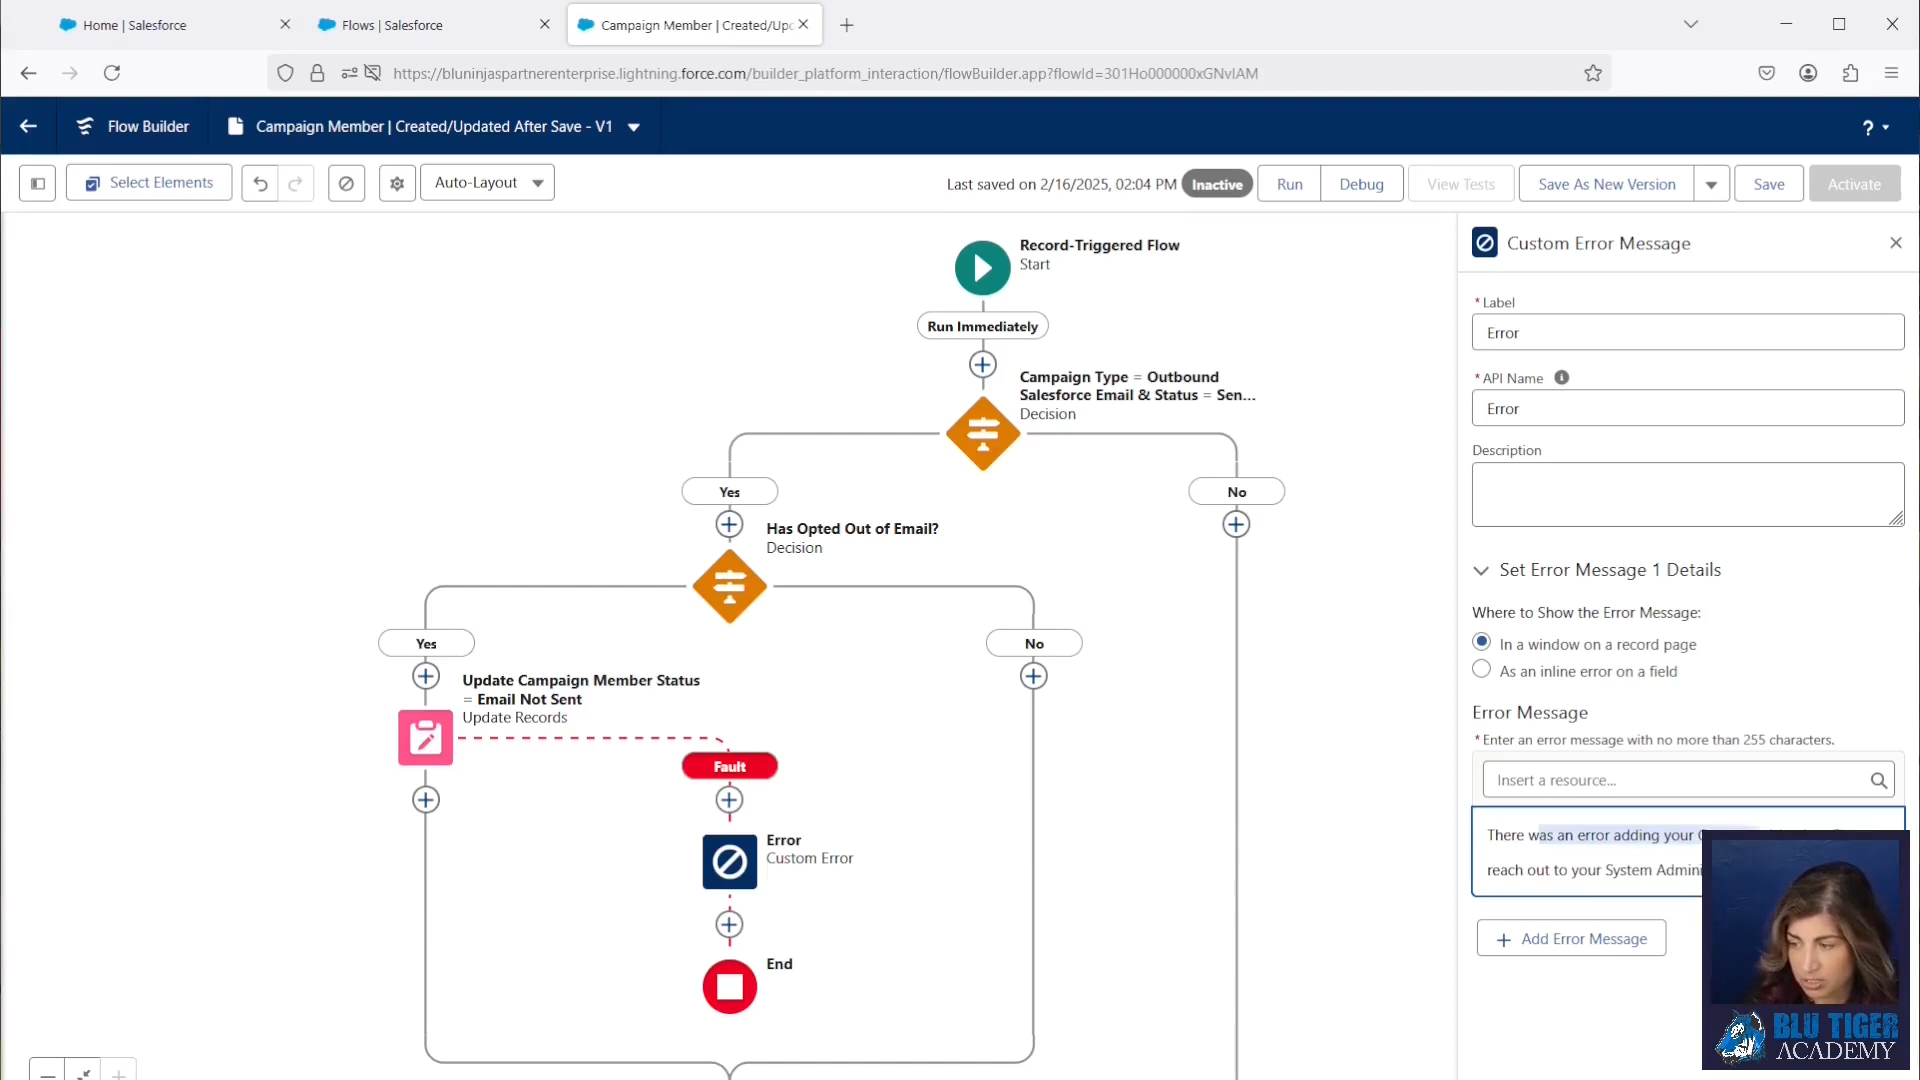 Home | Salesforce
Flows | Salesforce
Campaign Member | Created/Upd
https://bluninjaspartnerenterprise.lightning.force.com/builder_platform_interaction/flowBuilder.app?flowId=301Ho000000xGNvIAM
Flow Builder
Campaign Member | Created/Updated After Save - V1
?
Select Elements
Auto-Layout
Last saved on 2/16/2025, 02:04 PM
Inactive
Run
Debug
View Tests
Save As New Version
Save
Activate
Record-Triggered Flow
Start
Run Immediately
Campaign Type = Outbound
Salesforce Email & Status = Sen...
Decision
Yes
No
Has Opted Out of Email?
Decision
Yes
No
Update Campaign Member Status
= Email Not Sent
Update Records
Fault
Error
Custom Error
End
Custom Error Message
* Label
Error
* API Name
Error
Description
Set Error Message 1 Details
Where to Show the Error Message:
In a window on a record page
As an inline error on a field
Error Message
* Enter an error message with no more than 255 characters.
Insert a resource...
There was an error adding your
reach out to your System Admini
Add Error Message
BLU TIGER
ACADEMY